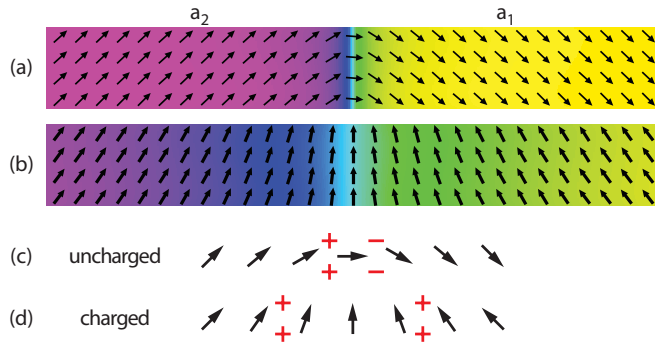 a2 a1
(a)
(b)
(c) uncharged + −
+ −
(d) charged + +
+ +